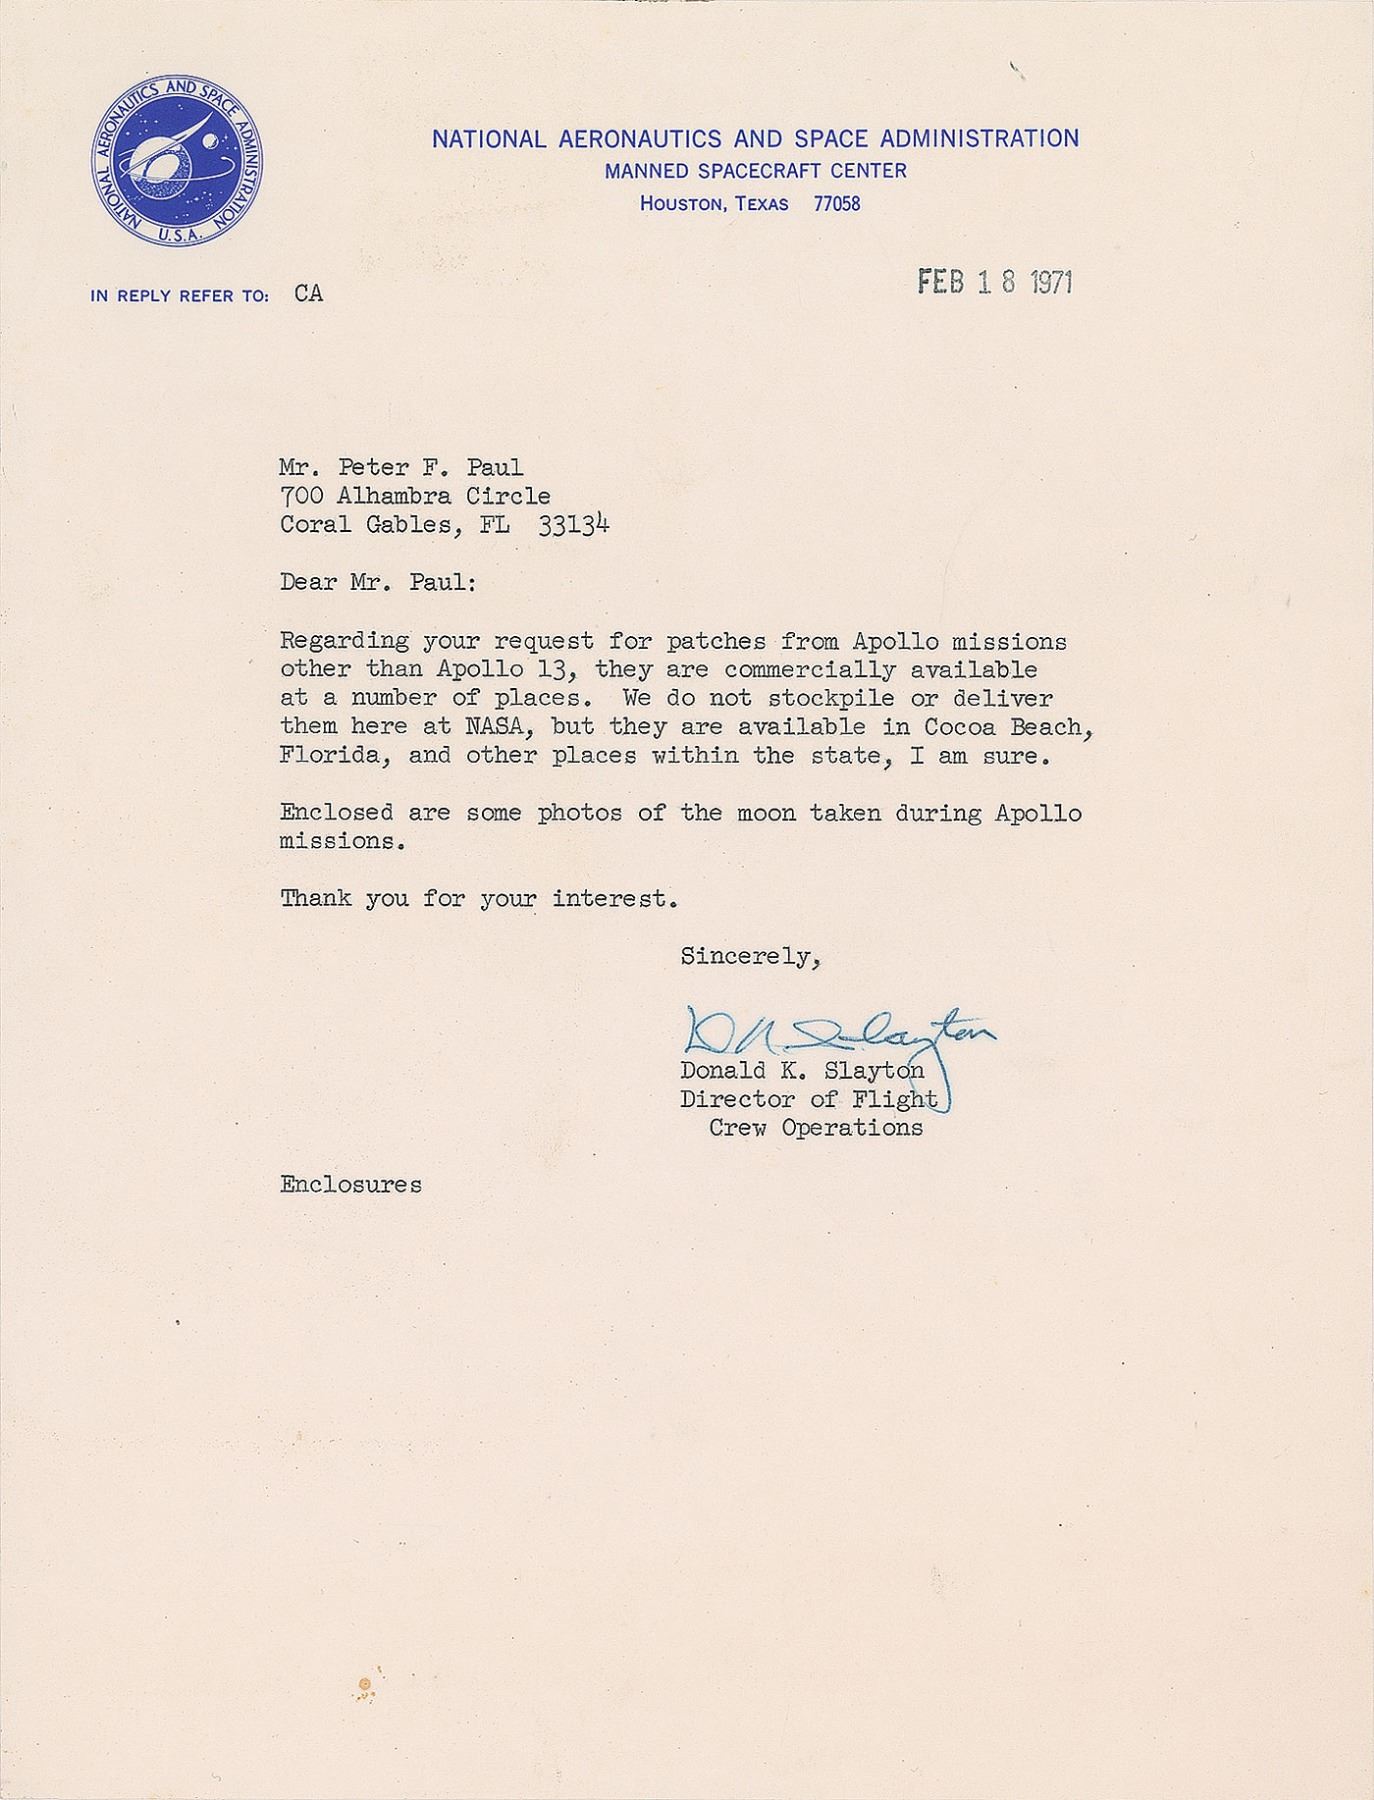 NATIONAL AERONAUTICS AND SPACE ADMINISTRATION
U.S.A.
NATIONAL AERONAUTICS AND SPACE ADMINISTRATION
MANNED SPACECRAFT CENTER
HOUSTON, TEXAS 77058
IN REPLY REFER TO: CA
FEB 18 1971
Mr. Peter F. Paul
700 Alhambra Circle
Coral Gables, FL 33134
Dear Mr. Paul:
Regarding your request for patches from Apollo missions
other than Apollo 13, they are commercially available
at a number of places. We do not stockpile or deliver
them here at NASA, but they are available in Cocoa Beach,
Florida, and other places within the state, I am sure.
Enclosed are some photos of the moon taken during Apollo
missions.
Thank you for your interest.
Sincerely,
D K Slayton
Donald K. Slayton
Director of Flight
Crew Operations
Enclosures